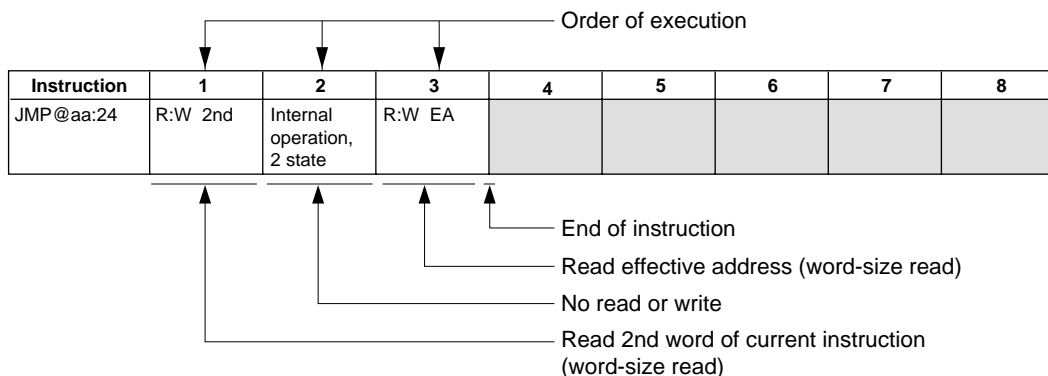 Order of execution
Instruction 1 2 3 4 5 6 7 8
JMP@aa:24 R:W 2nd Internal operation, 2 state R:W EA
End of instruction
Read effective address (word-size read)
No read or write
Read 2nd word of current instruction
(word-size read)